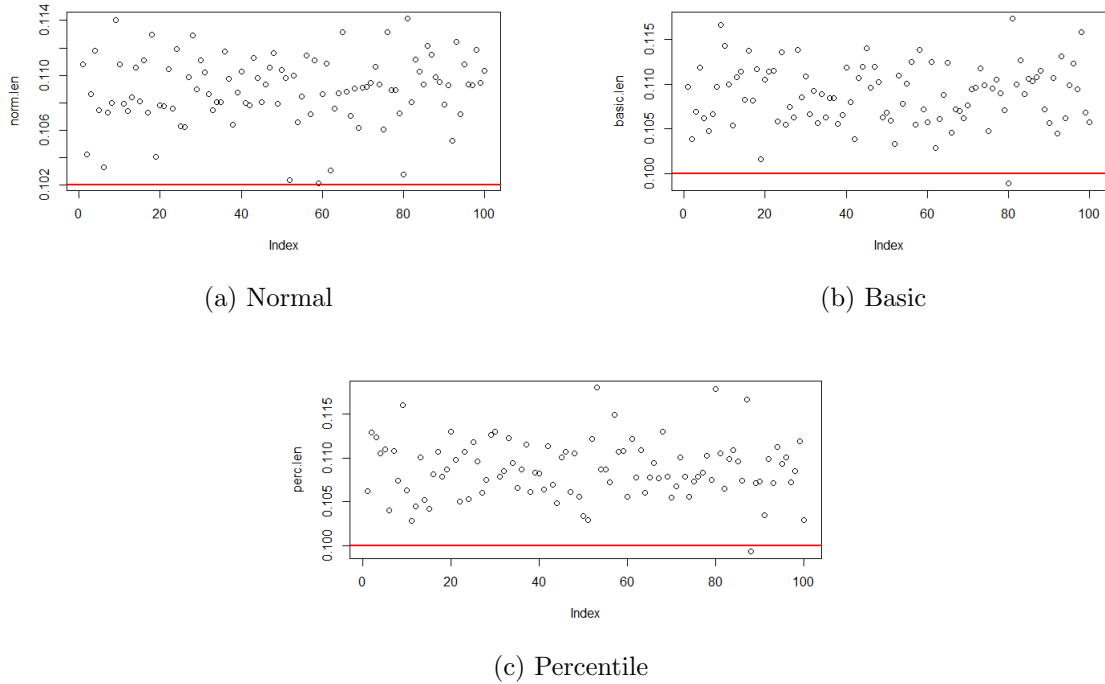 norm.len
0.102 0.106 0.110 0.114
0 20 40 60 80 100
Index
(a) Normal
basic.len
0.100 0.105 0.110 0.115
0 20 40 60 80 100
Index
(b) Basic
perc.len
0.100 0.105 0.110 0.115
0 20 40 60 80 100
Index
(c) Percentile